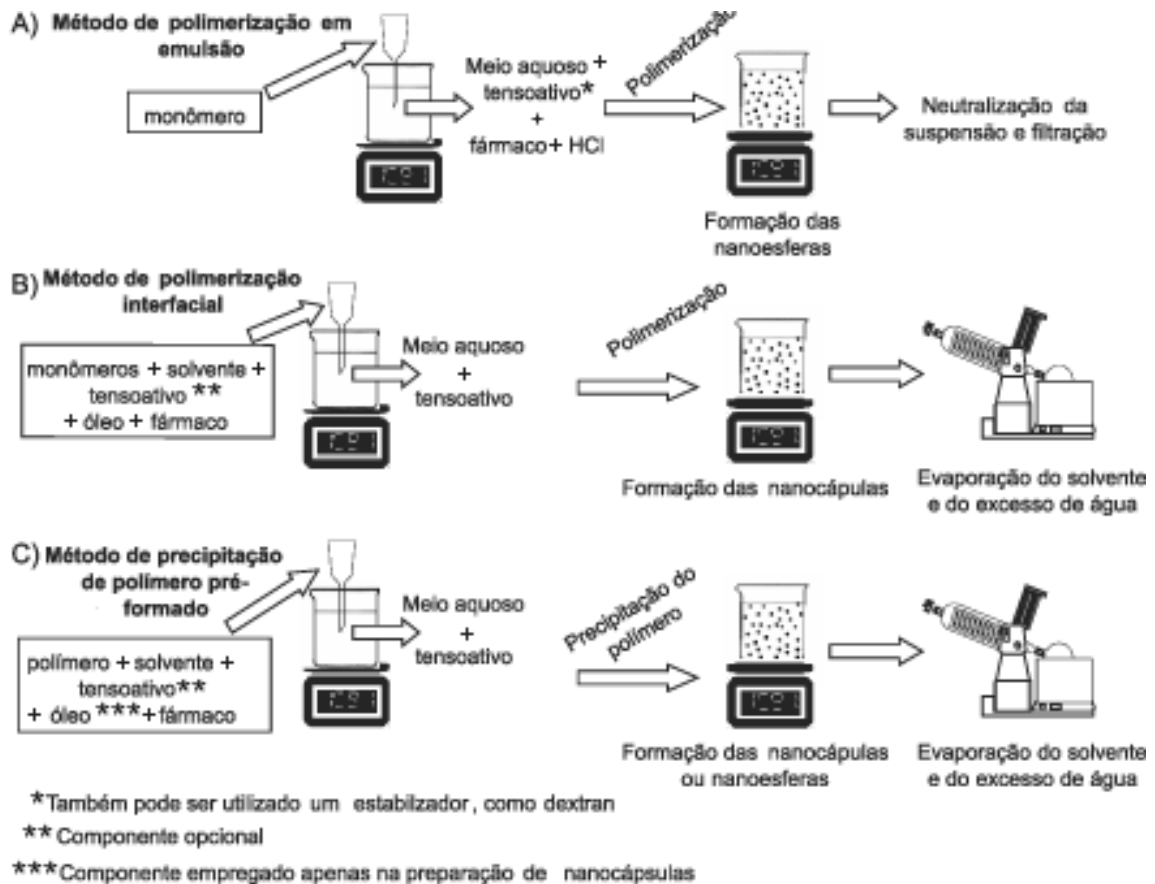 A) Método de polimerização em
emulsão
monômero
Meio aquoso +
tensoativo*
+
fármaco + HCl
Polimerização
Formação das
nanoesferas
Neutralização da
suspensão e filtração
B) Método de polimerização
interfacial
monômeros + solvente +
tensoativo **
+ óleo + fármaco
Meio aquoso
+
tensoativo
Polimerização
Formação das nanocápulas
Evaporação do solvente
e do excesso de água
C) Método de precipitação
de polímero pré-
formado
polímero + solvente +
tensoativo**
+ óleo ***+fármaco
Meio aquoso
+
tensoativo
Precipitação do
polímero
Formação das nanocápulas
ou nanoesferas
Evaporação do solvente
e do excesso de água
*Também pode ser utilizado um estabilzador, como dextran
** Componente opcional
***Componente empregado apenas na preparação de nanocápsulas